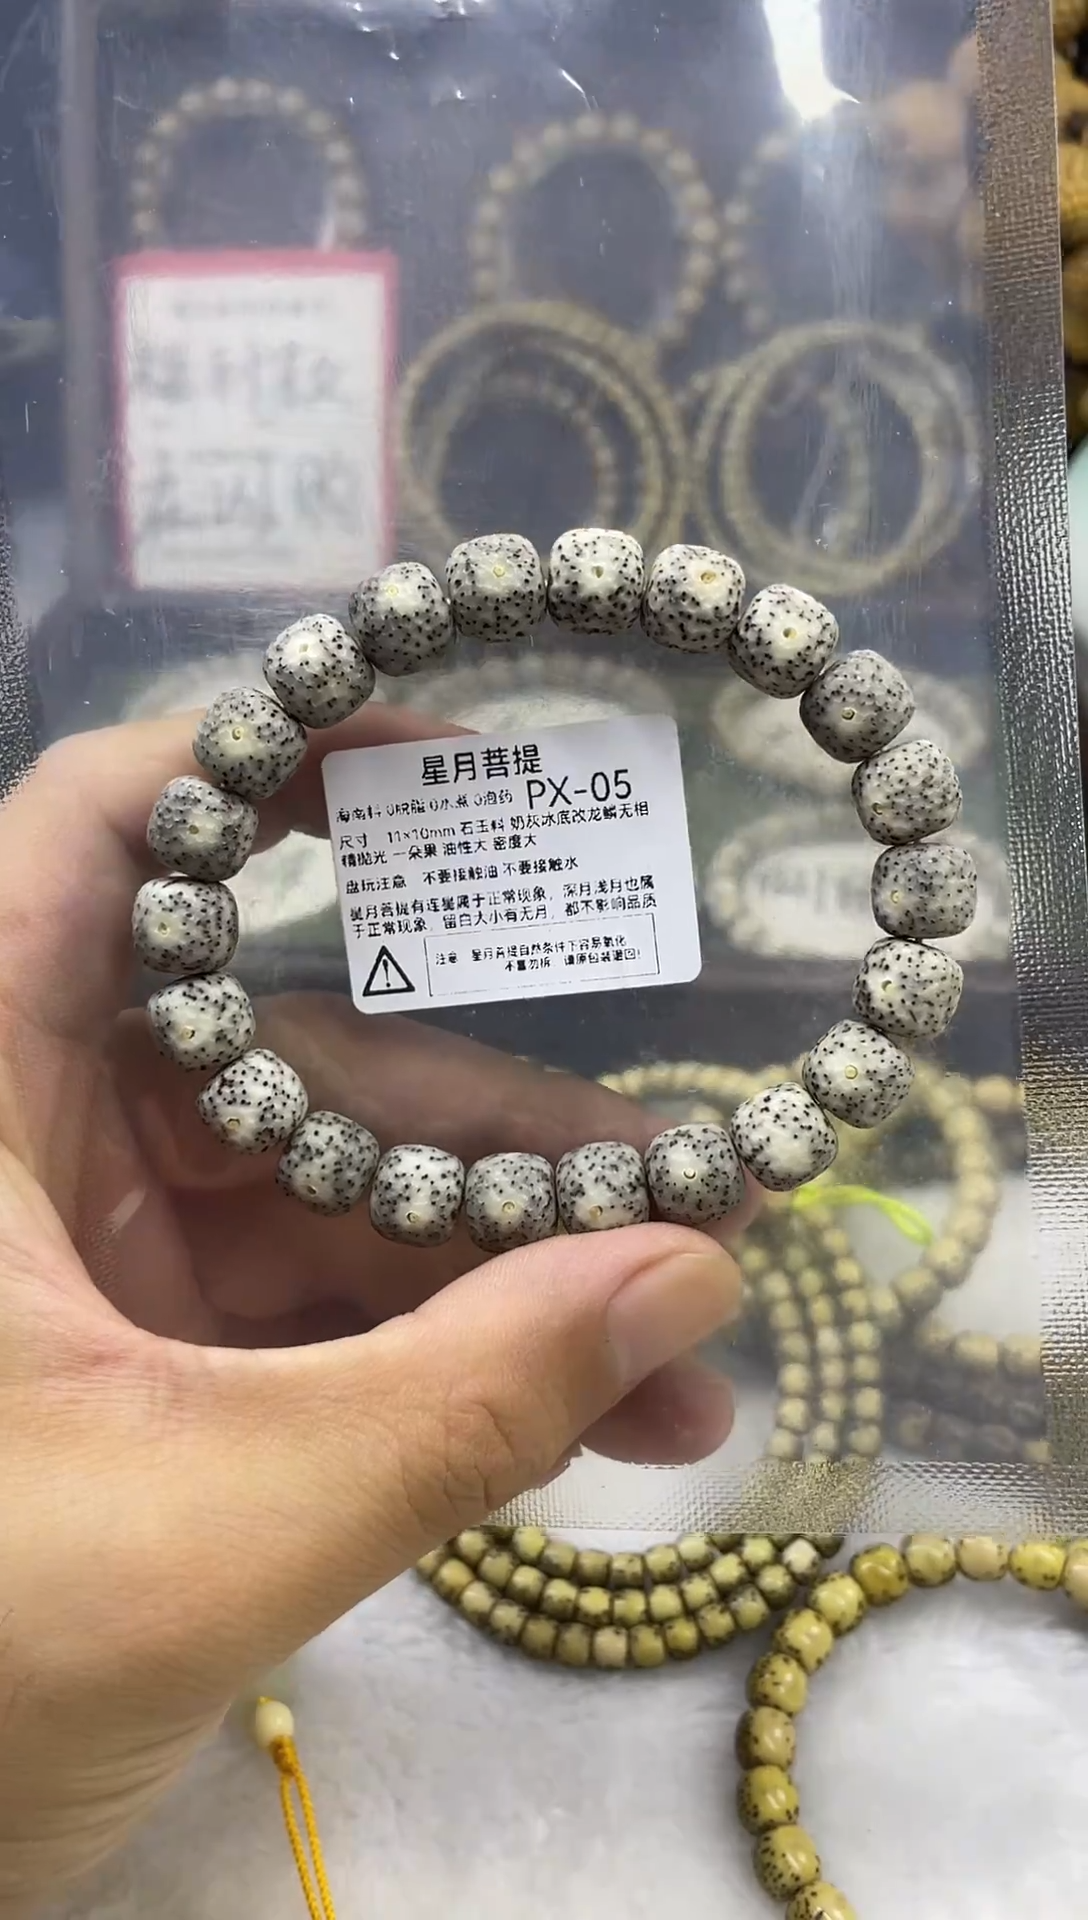 星月菩提
海南料 0脱脂 0水煮 0泡药 PX-05
尺寸 11×10mm 石玉料 奶灰冰底改龙鳞无相
精抛光 一朵果 油性大 密度大
盘玩注意 不要接触油 不要接触水
星月菩提有连星属于正常现象，深月浅月也属
于正常现象，留白大小有无月，都不影响品质
注意 星月菩提自然条件下容易氧化
不喜勿拆，请原包装退回！